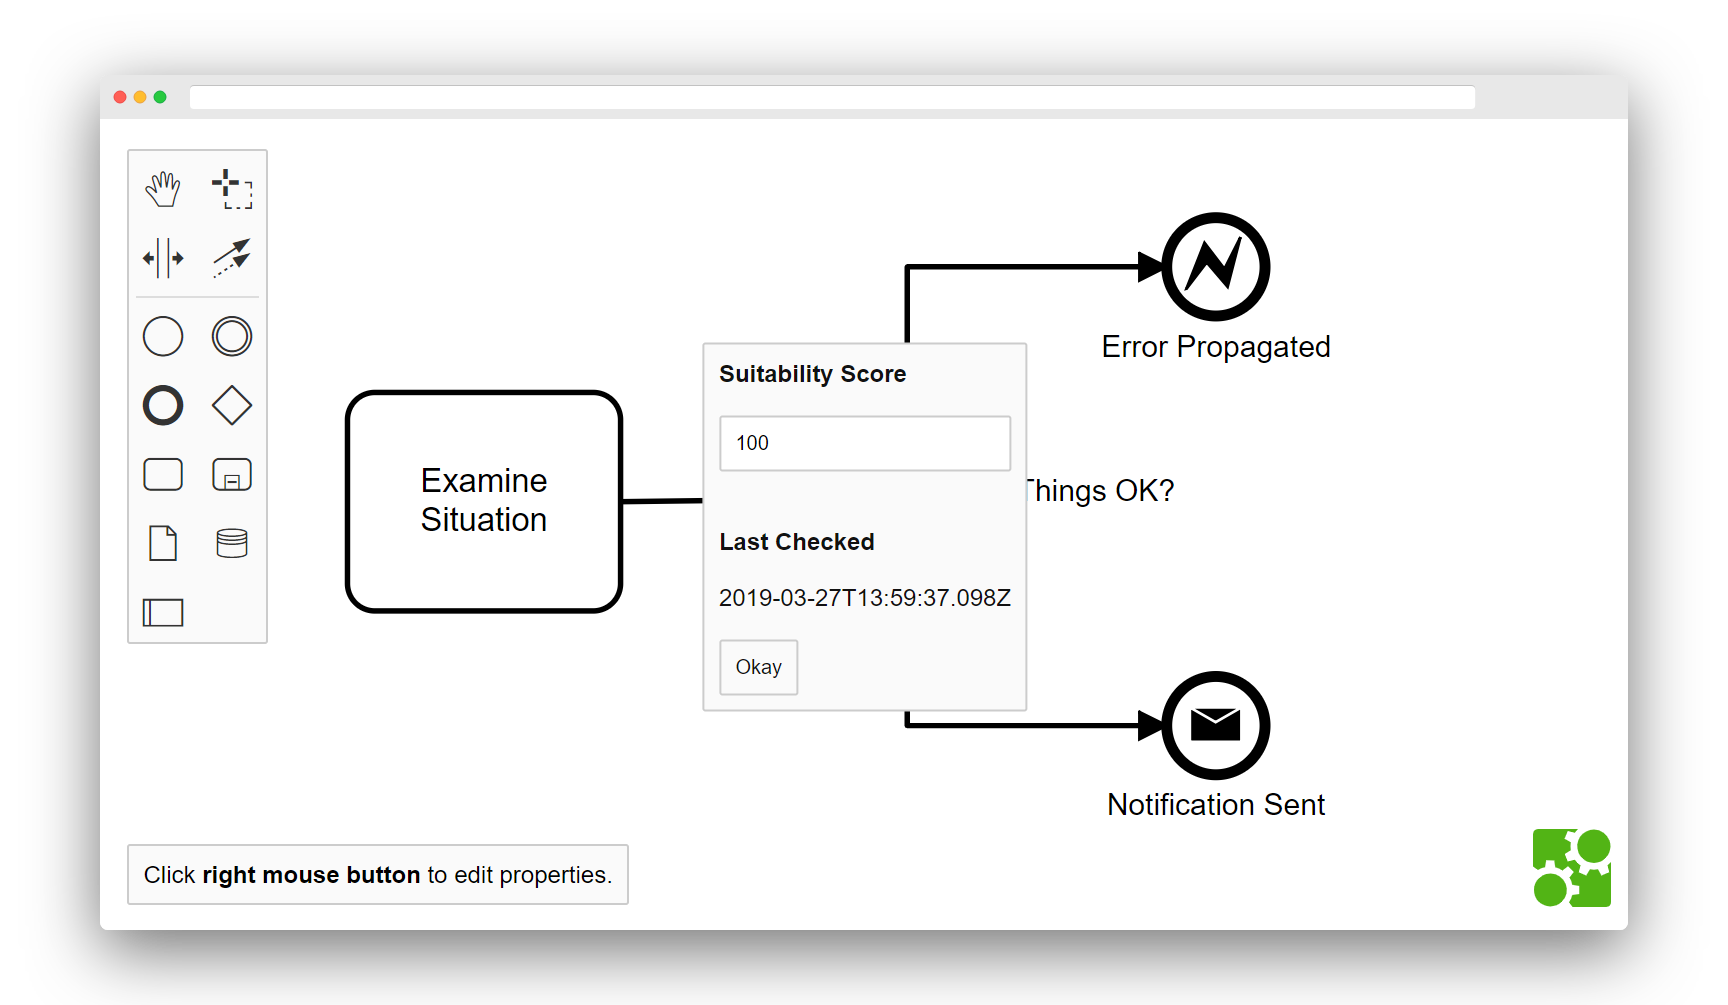 Error Propagated
Suitability Score
100
Examine
Situation
Things OK?
Last Checked
2019-03-27T13:59:37.098Z
Okay
Notification Sent
Click right mouse button to edit properties.